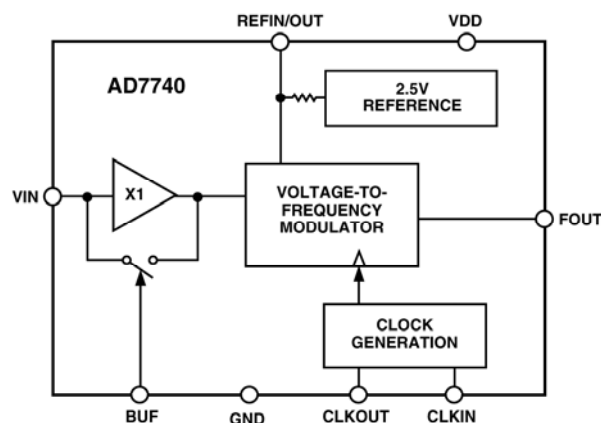 REFIN/OUT
VDD
AD7740
2.5V
REFERENCE
X1
VIN
VOLTAGE-TO-
FREQUENCY
MODULATOR
FOUT
CLOCK
GENERATION
BUF
GND
CLKOUT
CLKIN